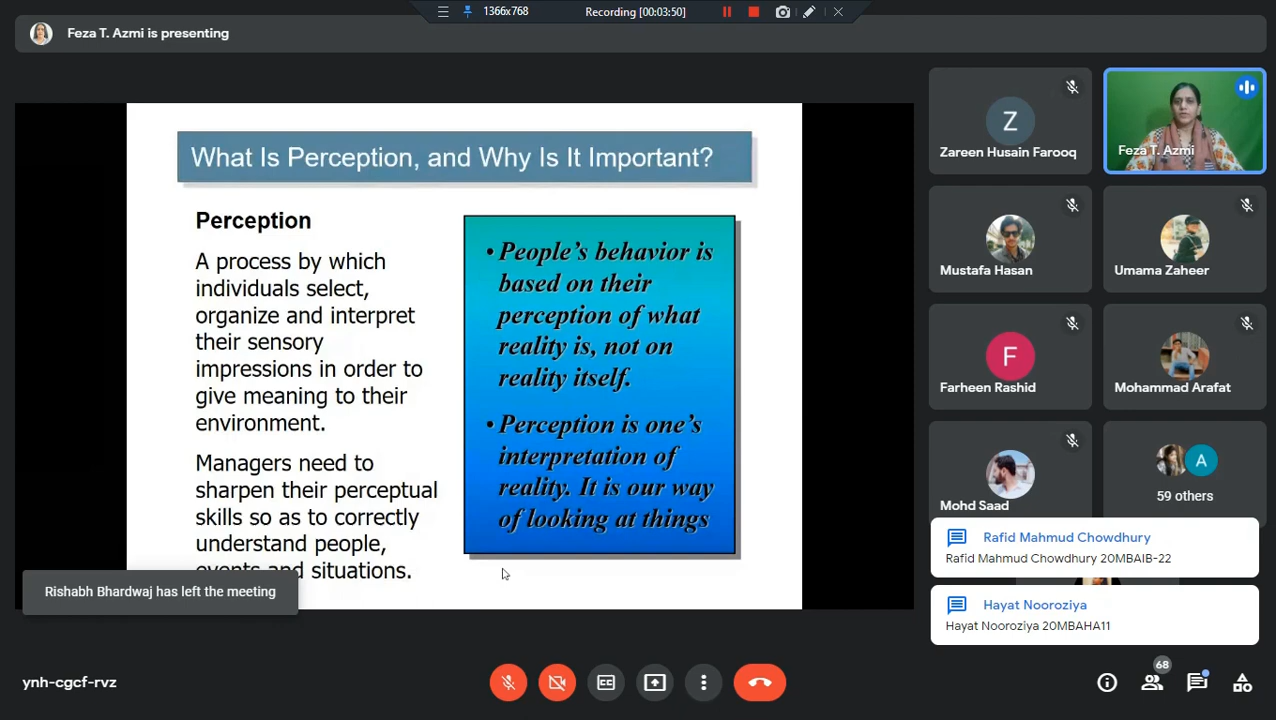 1366x768
Recording [00:03:50]
Feza T. Azmi is presenting
What Is Perception, and Why Is It Important?
Perception
A process by which
individuals select,
organize and interpret
their sensory
impressions in order to
give meaning to their
environment.
Managers need to
sharpen their perceptual
skills so as to correctly
understand people,
events and situations.
• People's behavior is
based on their
perception of what
reality is, not on
reality itself.
• Perception is one's
interpretation of
reality. It is our way
of looking at things
Z
Zareen Husain Farooq
Feza T. Azmi
Mustafa Hasan
Umama Zaheer
F
Farheen Rashid
Mohammad Arafat
Mohd Saad
A
59 others
Rafid Mahmud Chowdhury
Rafid Mahmud Chowdhury 20MBAIB-22
Hayat Nooroziya
Hayat Nooroziya 20MBAHA11
Rishabh Bhardwaj has left the meeting
ynh-cgcf-rvz
CC
68